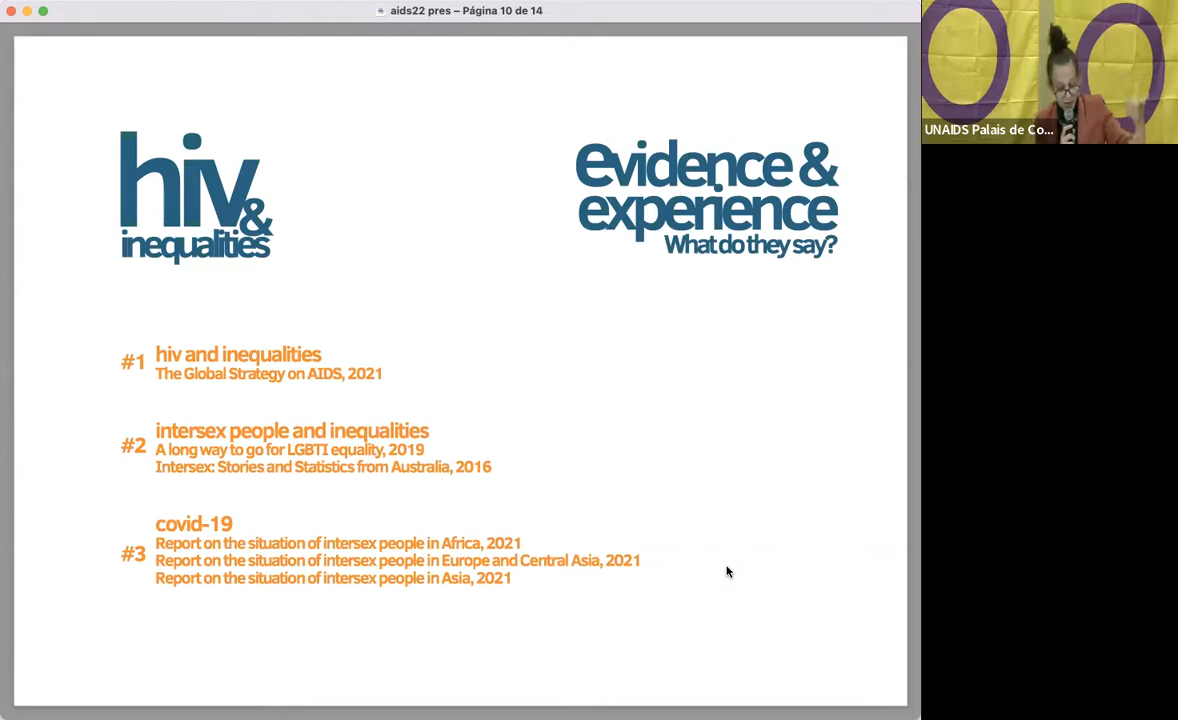 aids22 pres – Página 10 de 14
UNAIDS Palais de Co...
hiv&
inequalities
evidence &
experience
What do they say?
#1
hiv and inequalities
The Global Strategy on AIDS, 2021
#2
intersex people and inequalities
A long way to go for LGBTI equality, 2019
Intersex: Stories and Statistics from Australia, 2016
#3
covid-19
Report on the situation of intersex people in Africa, 2021
Report on the situation of intersex people in Europe and Central Asia, 2021
Report on the situation of intersex people in Asia, 2021